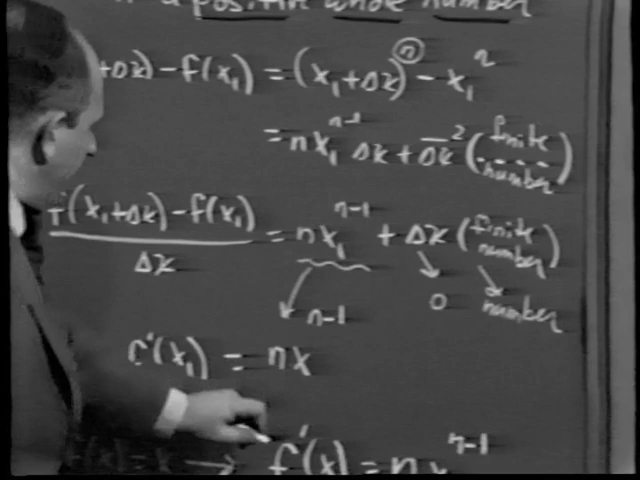 a positive whole number
+Δx) - f(x₁) = (x₁ + Δx)ⁿ - x₁ⁿ
= nx₁ⁿ⁻¹ Δx + Δx² (finite number)
f(x₁ + Δx) - f(x₁) / Δx = nx₁ⁿ⁻¹ + Δx (finite number)
n-1 0 number
f'(x₁) = nx
→ f'(x) = nxⁿ⁻¹